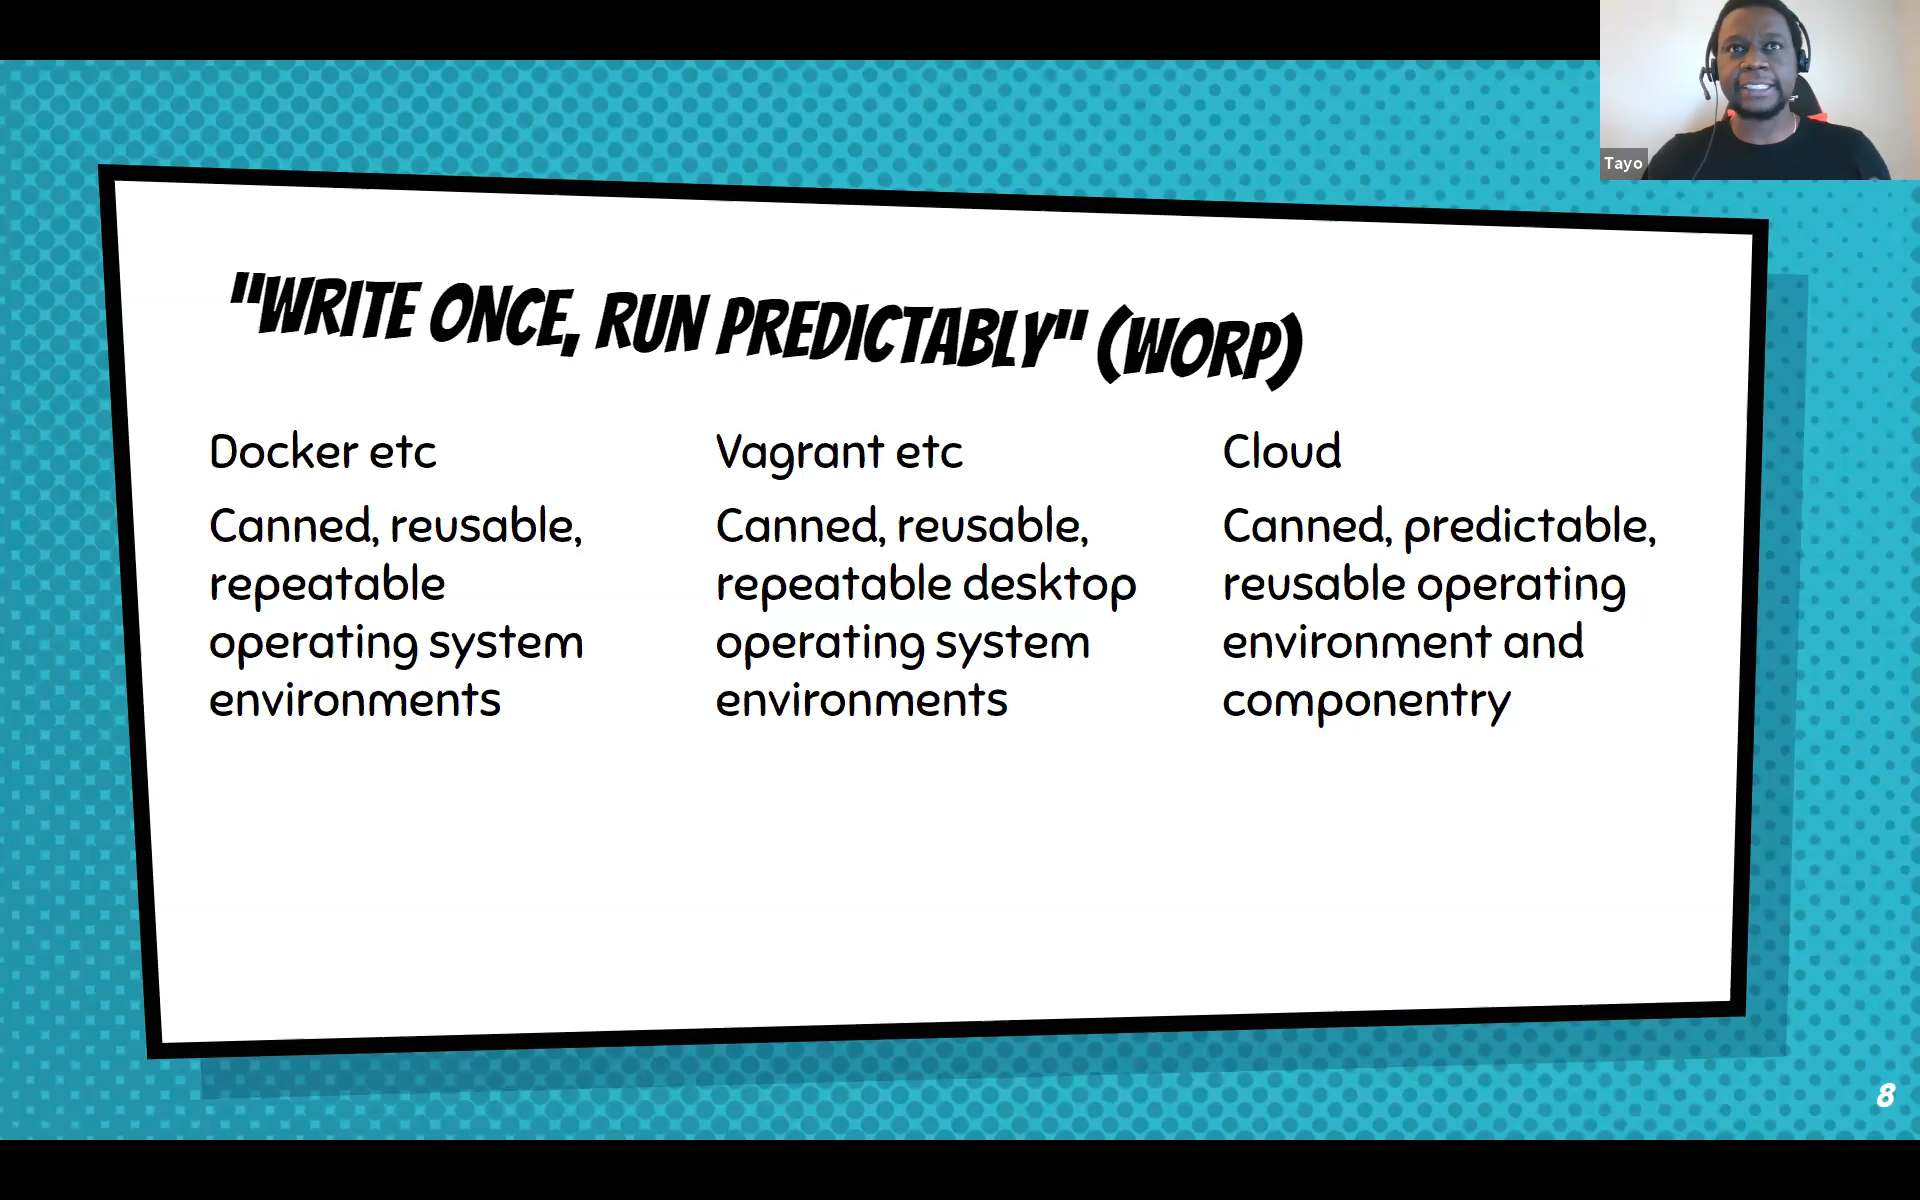 Tayo
"WRITE ONCE, RUN PREDICTABLY" (WORP)
Docker etc
Canned, reusable,
repeatable
operating system
environments
Vagrant etc
Canned, reusable,
repeatable desktop
operating system
environments
Cloud
Canned, predictable,
reusable operating
environment and
componentry
8